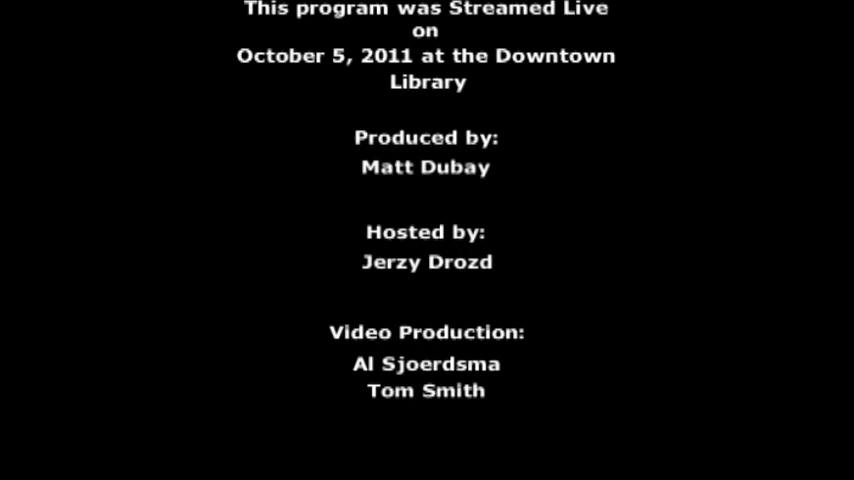 This program was Streamed Live
on
October 5, 2011 at the Downtown
Library
Produced by:
Matt Dubay
Hosted by:
Jerzy Drozd
Video Production:
Al Sjoerdsma
Tom Smith